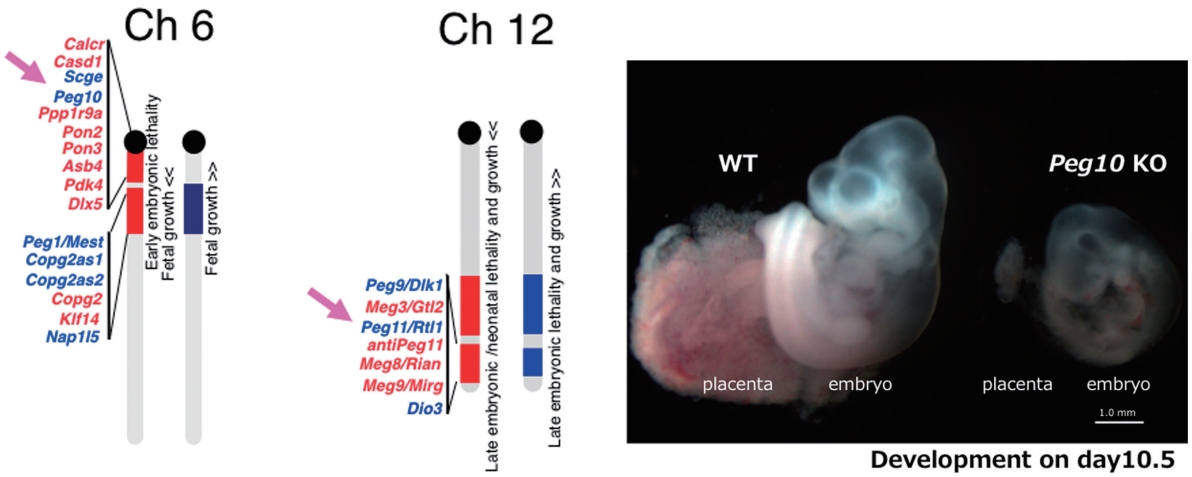 Ch 6
Calcr
Casd1
Scge
Peg10
Ppp1r9a
Pon2
Pon3
Asb4
Pdk4
Dlx5
Peg1/Mest
Copg2as1
Copg2as2
Copg2
Klf14
Nap1l5
Early embryonic lethality
Fetal growth <<
Fetal growth >>
Ch 12
Peg9/Dlk1
Meg3/Gtl2
Peg11/Rtl1
antiPeg11
Meg8/Rian
Meg9/Mirg
Dio3
Late embryonic /neonatal lethality and growth <<
Late embryonic lethality and growth >>
WT
Peg10 KO
placenta
embryo
placenta
embryo
1.0 mm
Development on day10.5